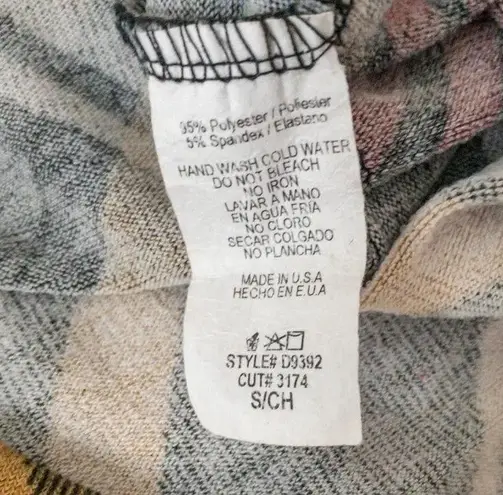 95% Polyester / Poliester
5% Spandex / Elastano
HAND WASH COLD WATER
DO NOT BLEACH
NO IRON
LAVAR A MANO
EN AGUA FRIA
NO CLORO
SECAR COLGADO
NO PLANCHA
MADE IN U.S.A
HECHO EN E.U.A
STYLE# D9392
CUT# 3174
S/CH